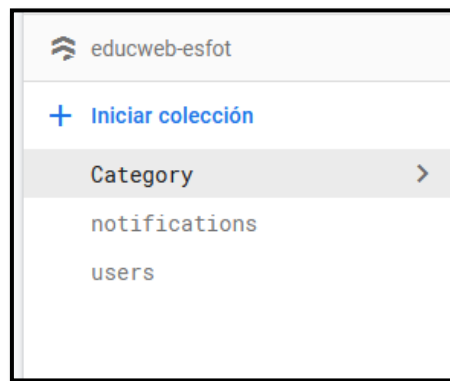 educweb-esfot
+ Iniciar colección
Category
notifications
users